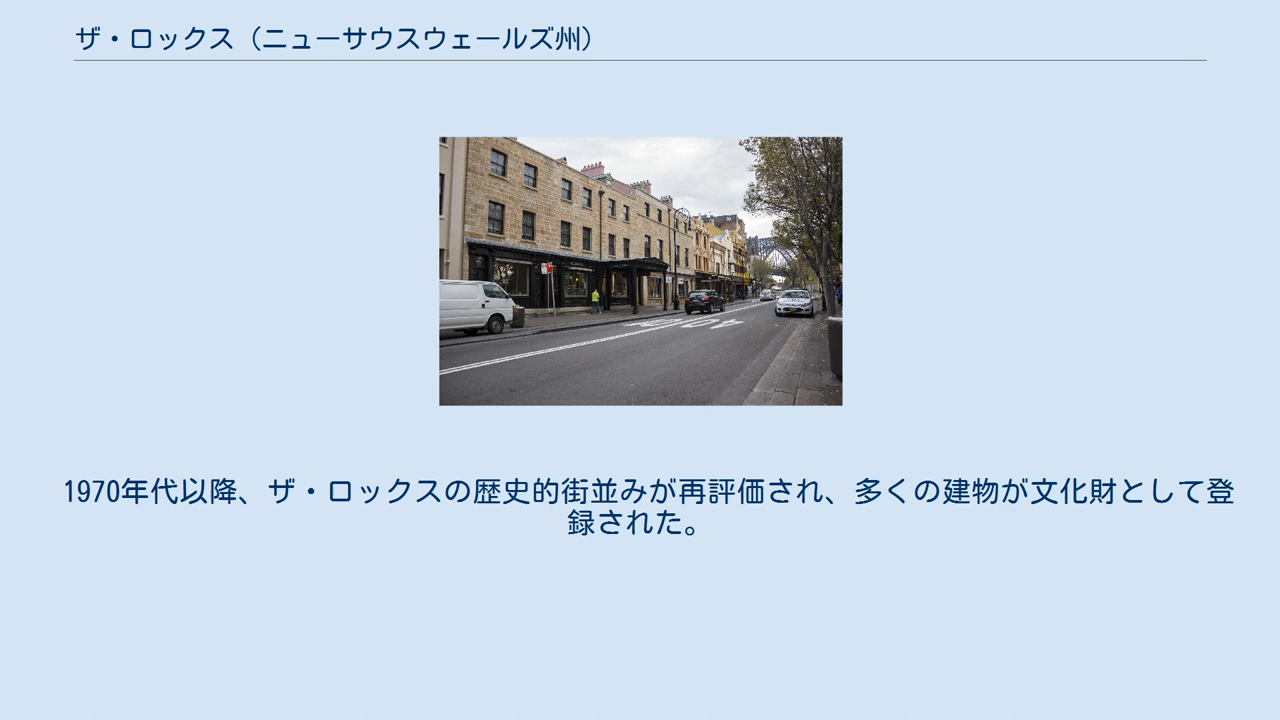 ザ・ロックス（ニューサウスウェールズ州）
1970年代以降、ザ・ロックスの歴史的街並みが再評価され、多くの建物が文化財として登
録された。